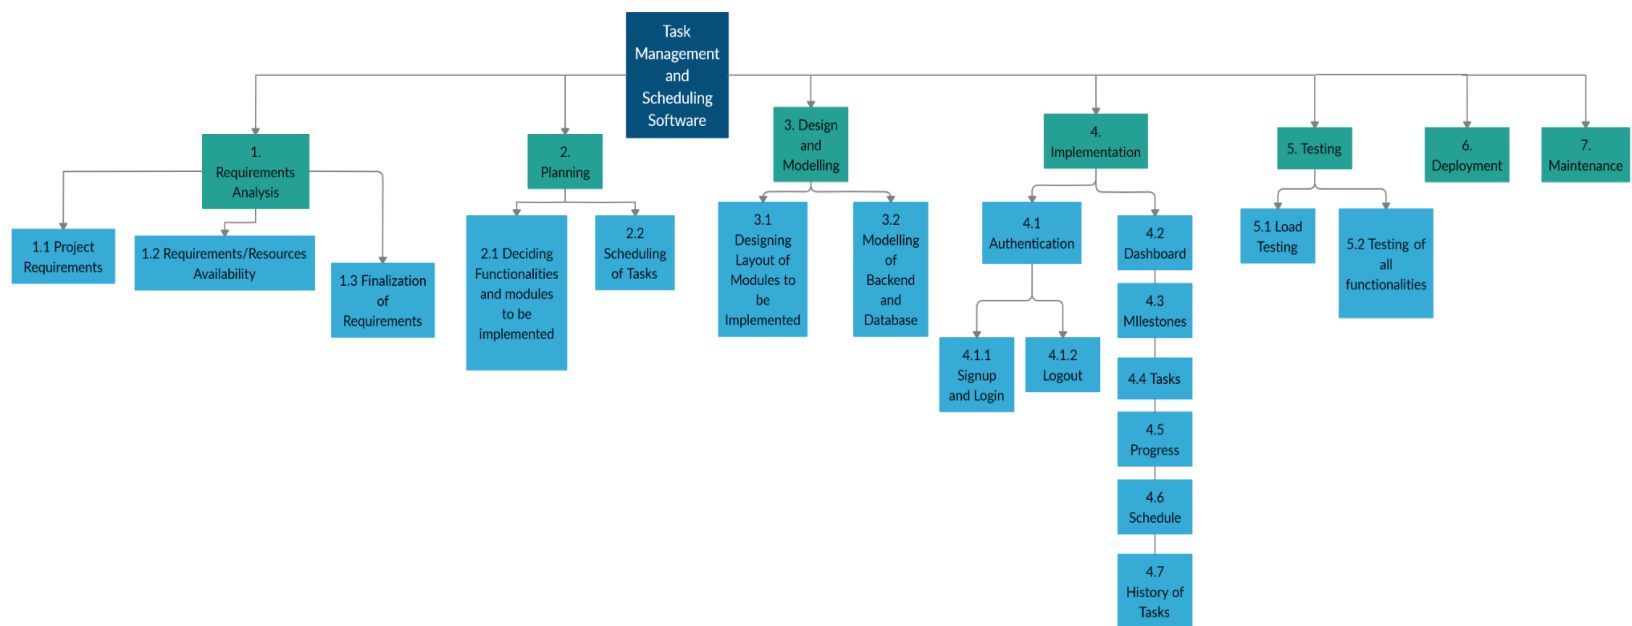 Task
Management
and
Scheduling
Software
1.
Requirements
Analysis
2.
Planning
3. Design
and
Modelling
4.
Implementation
5. Testing
6.
Deployment
7.
Maintenance
1.1 Project
Requirements
1.2 Requirements/Resources
Availability
1.3 Finalization
of
Requirements
2.1 Deciding
Functionalities
and modules
to be
implemented
2.2
Scheduling
of Tasks
3.1
Designing
Layout of
Modules to
be
Implemented
3.2
Modelling
of
Backend
and
Database
4.1
Authentication
4.1.1
Signup
and Login
4.1.2
Logout
4.2
Dashboard
4.3
MIlestones
4.4 Tasks
4.5
Progress
4.6
Schedule
4.7
History of
Tasks
5.1 Load
Testing
5.2 Testing of
all
functionalities